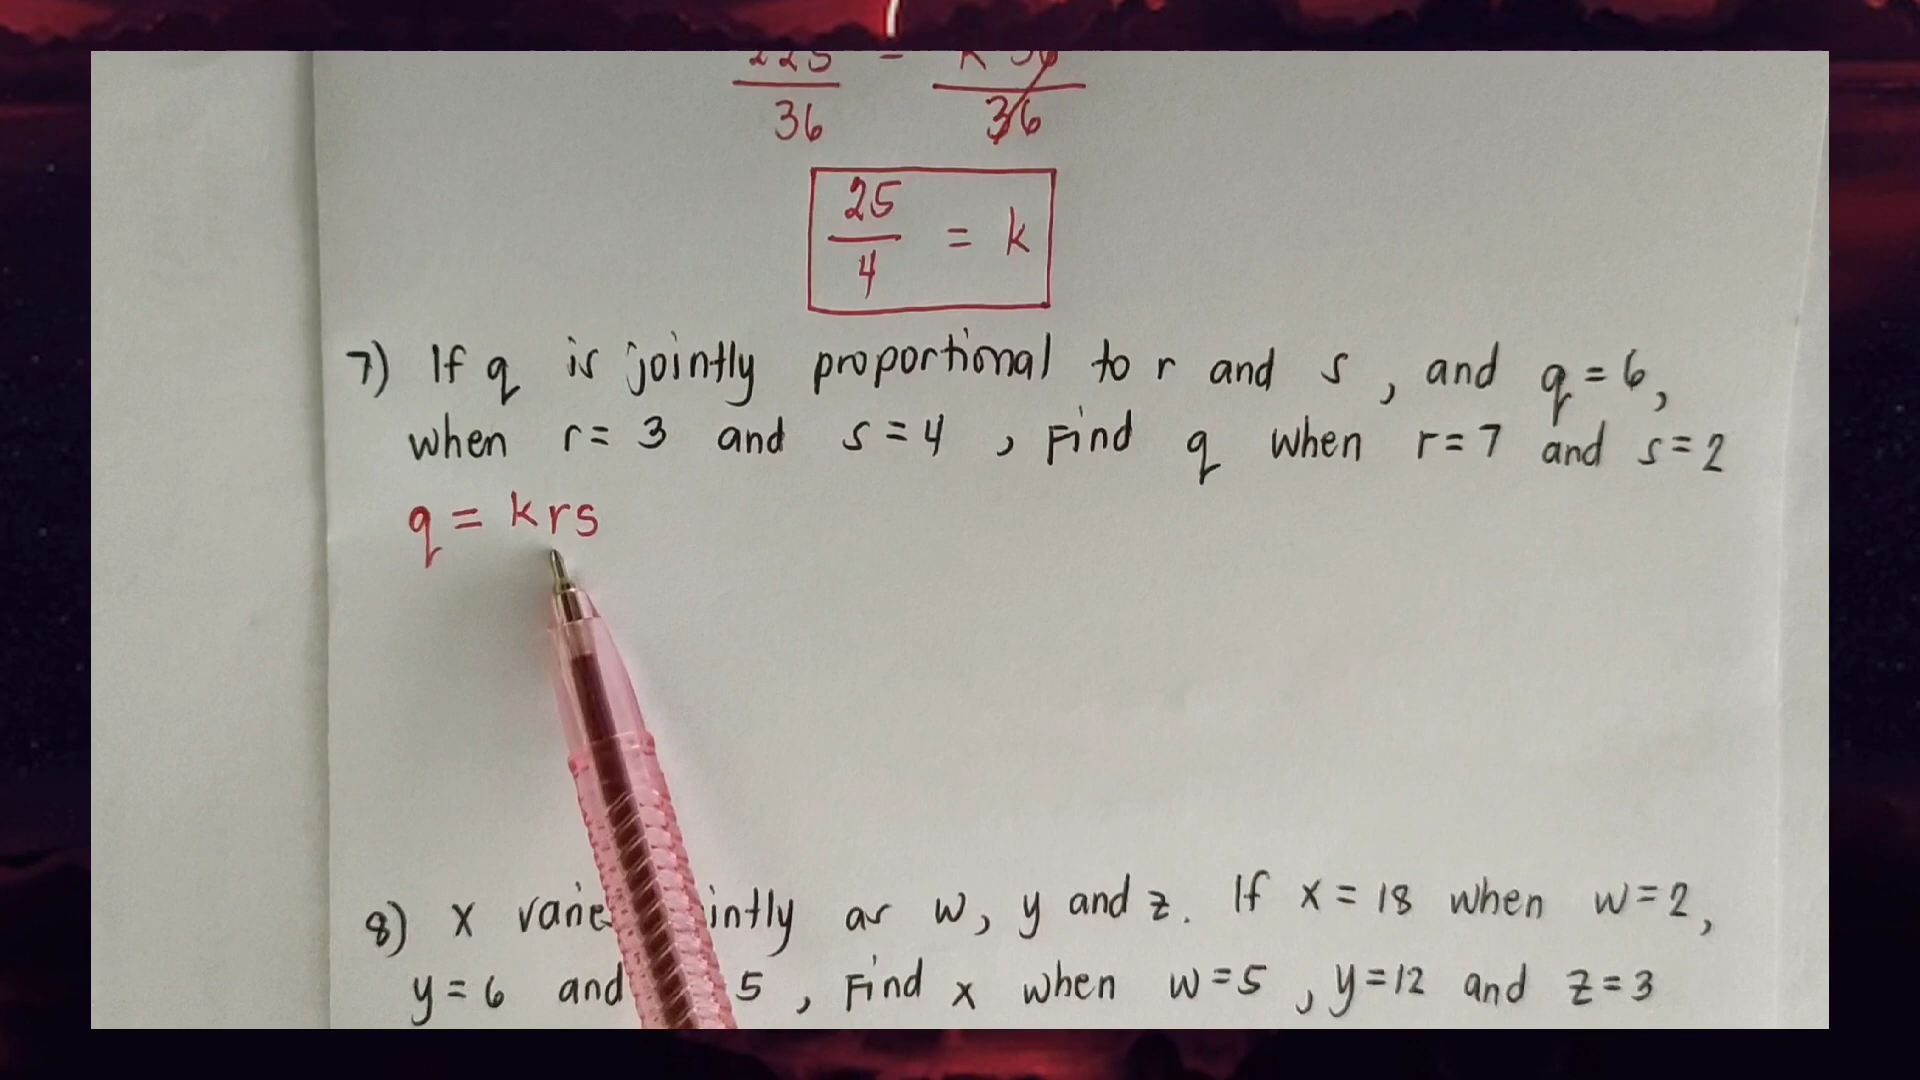 225 = k 36
36 36
25
4 = k
7) If q is jointly proportional to r and s, and q = 6,
when r = 3 and s = 4, Find q when r = 7 and s = 2
q = krs
8) x intly as w, y and z. If x = 18 when w = 2,
y = 6 and 5, Find x when w = 5, y = 12 and z = 3